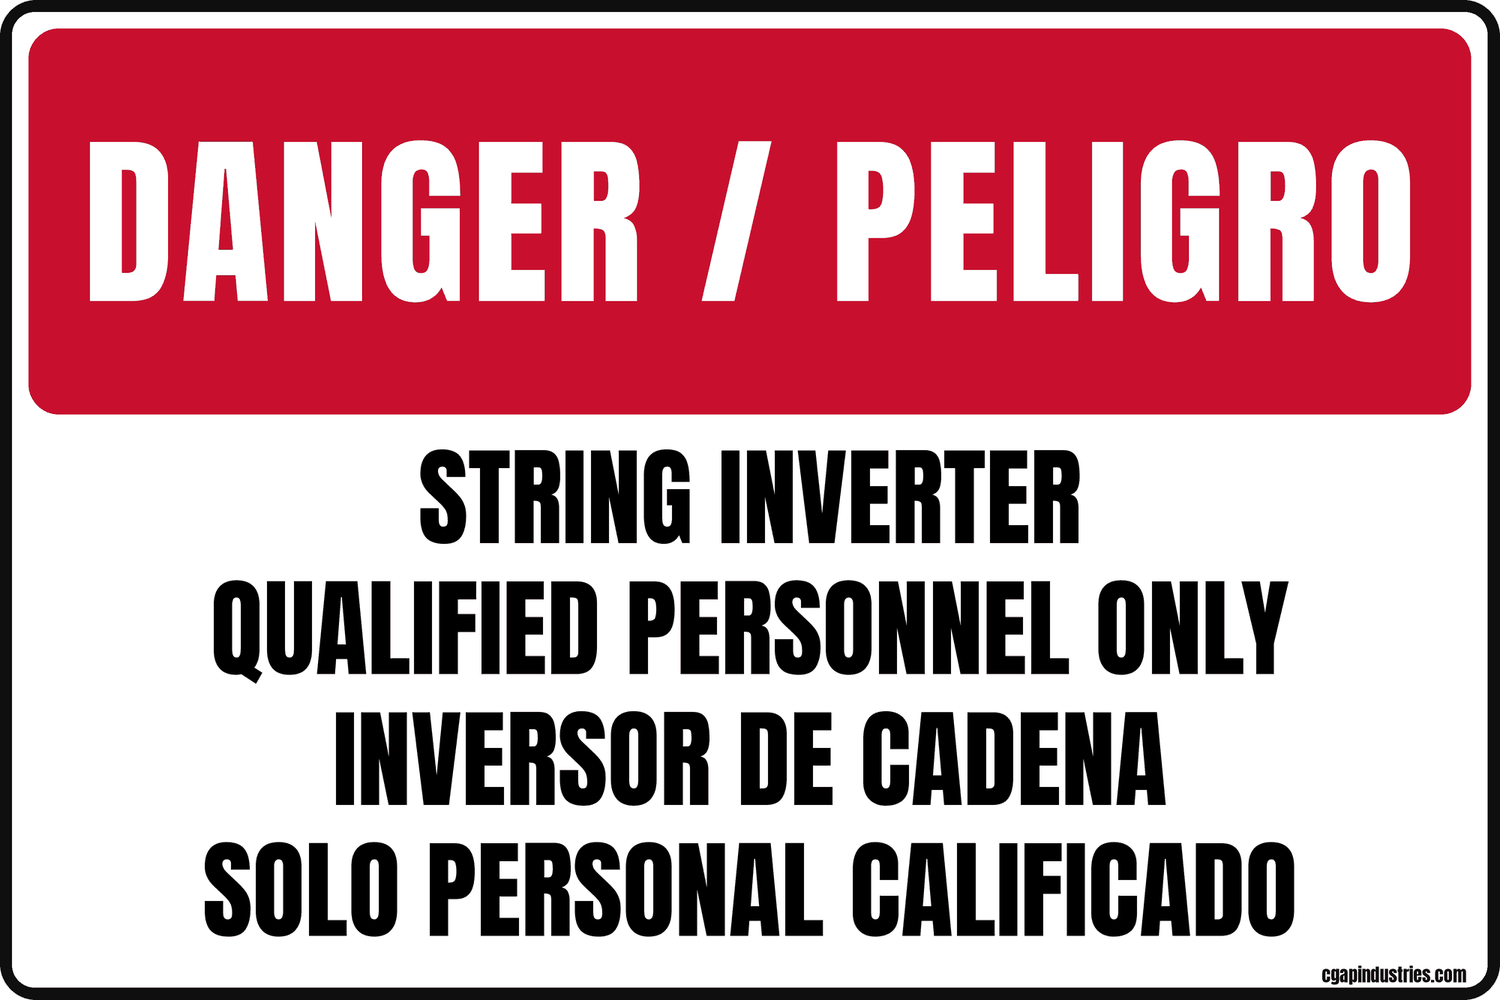 DANGER / PELIGRO
STRING INVERTER
QUALIFIED PERSONNEL ONLY
INVERSOR DE CADENA
SOLO PERSONAL CALIFICADO
cgapindustries.com